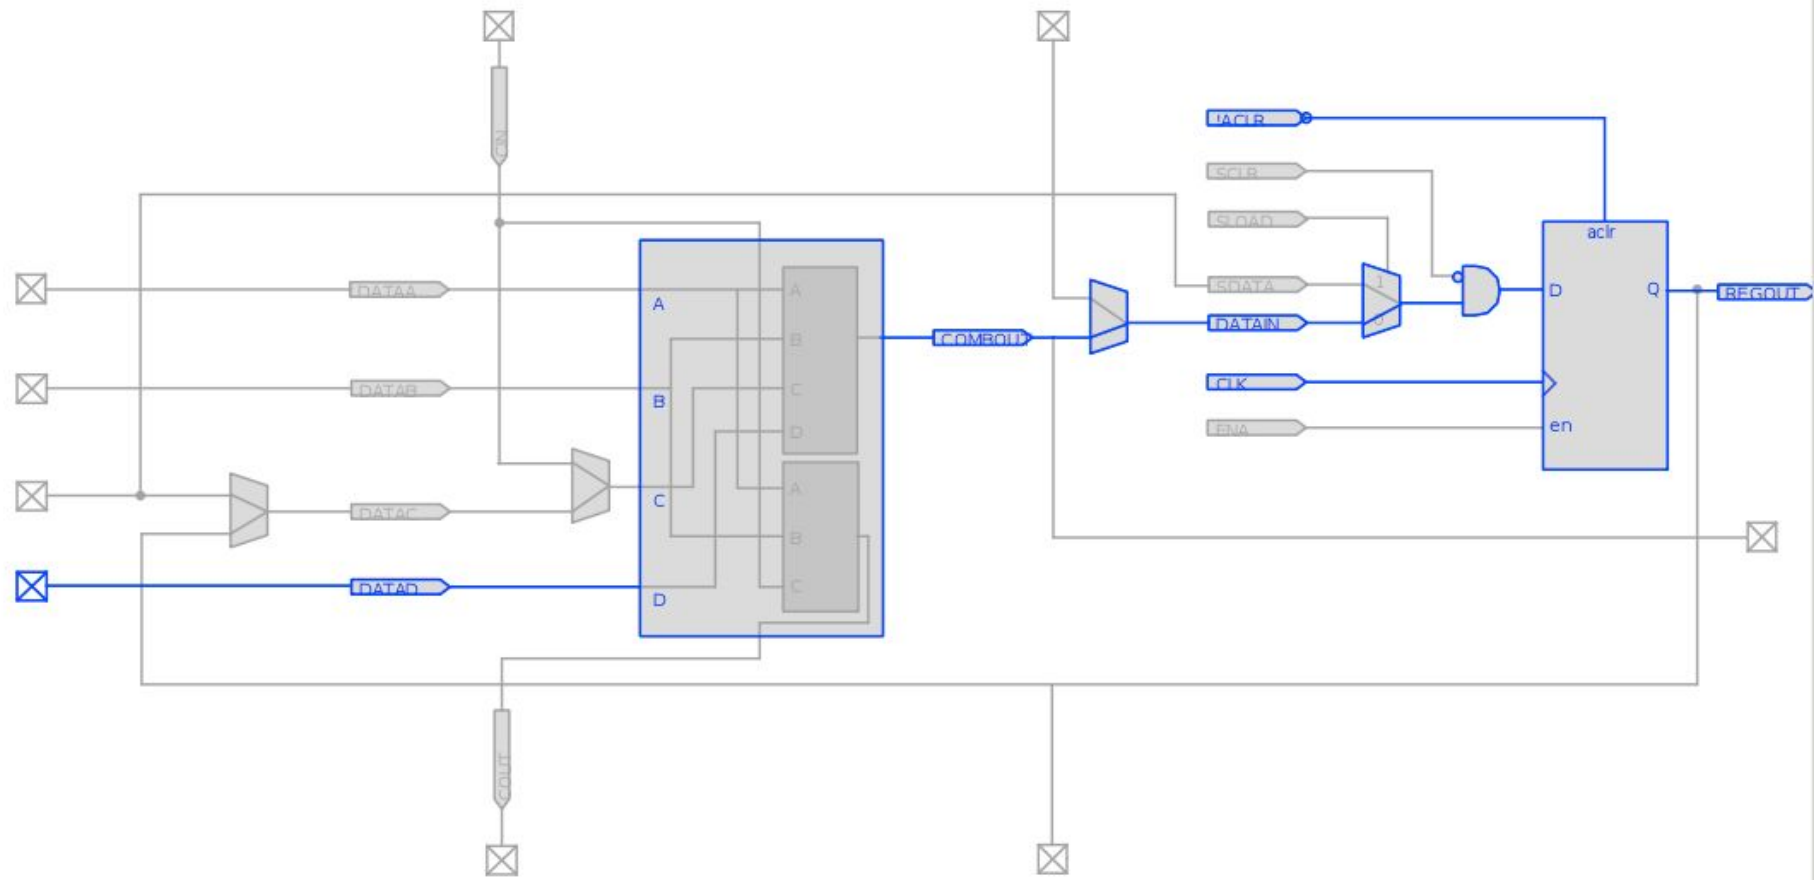 CIN
!ACLR
SCLR
SLOAD
aclr
DATAA
A
A
SDATA
1
D
Q
REGOUT
B
COMBOUT
DATAIN
0
DATAB
B
C
CLK
D
ENA
en
C
A
DATAC
B
DATAD
D
C
COUT